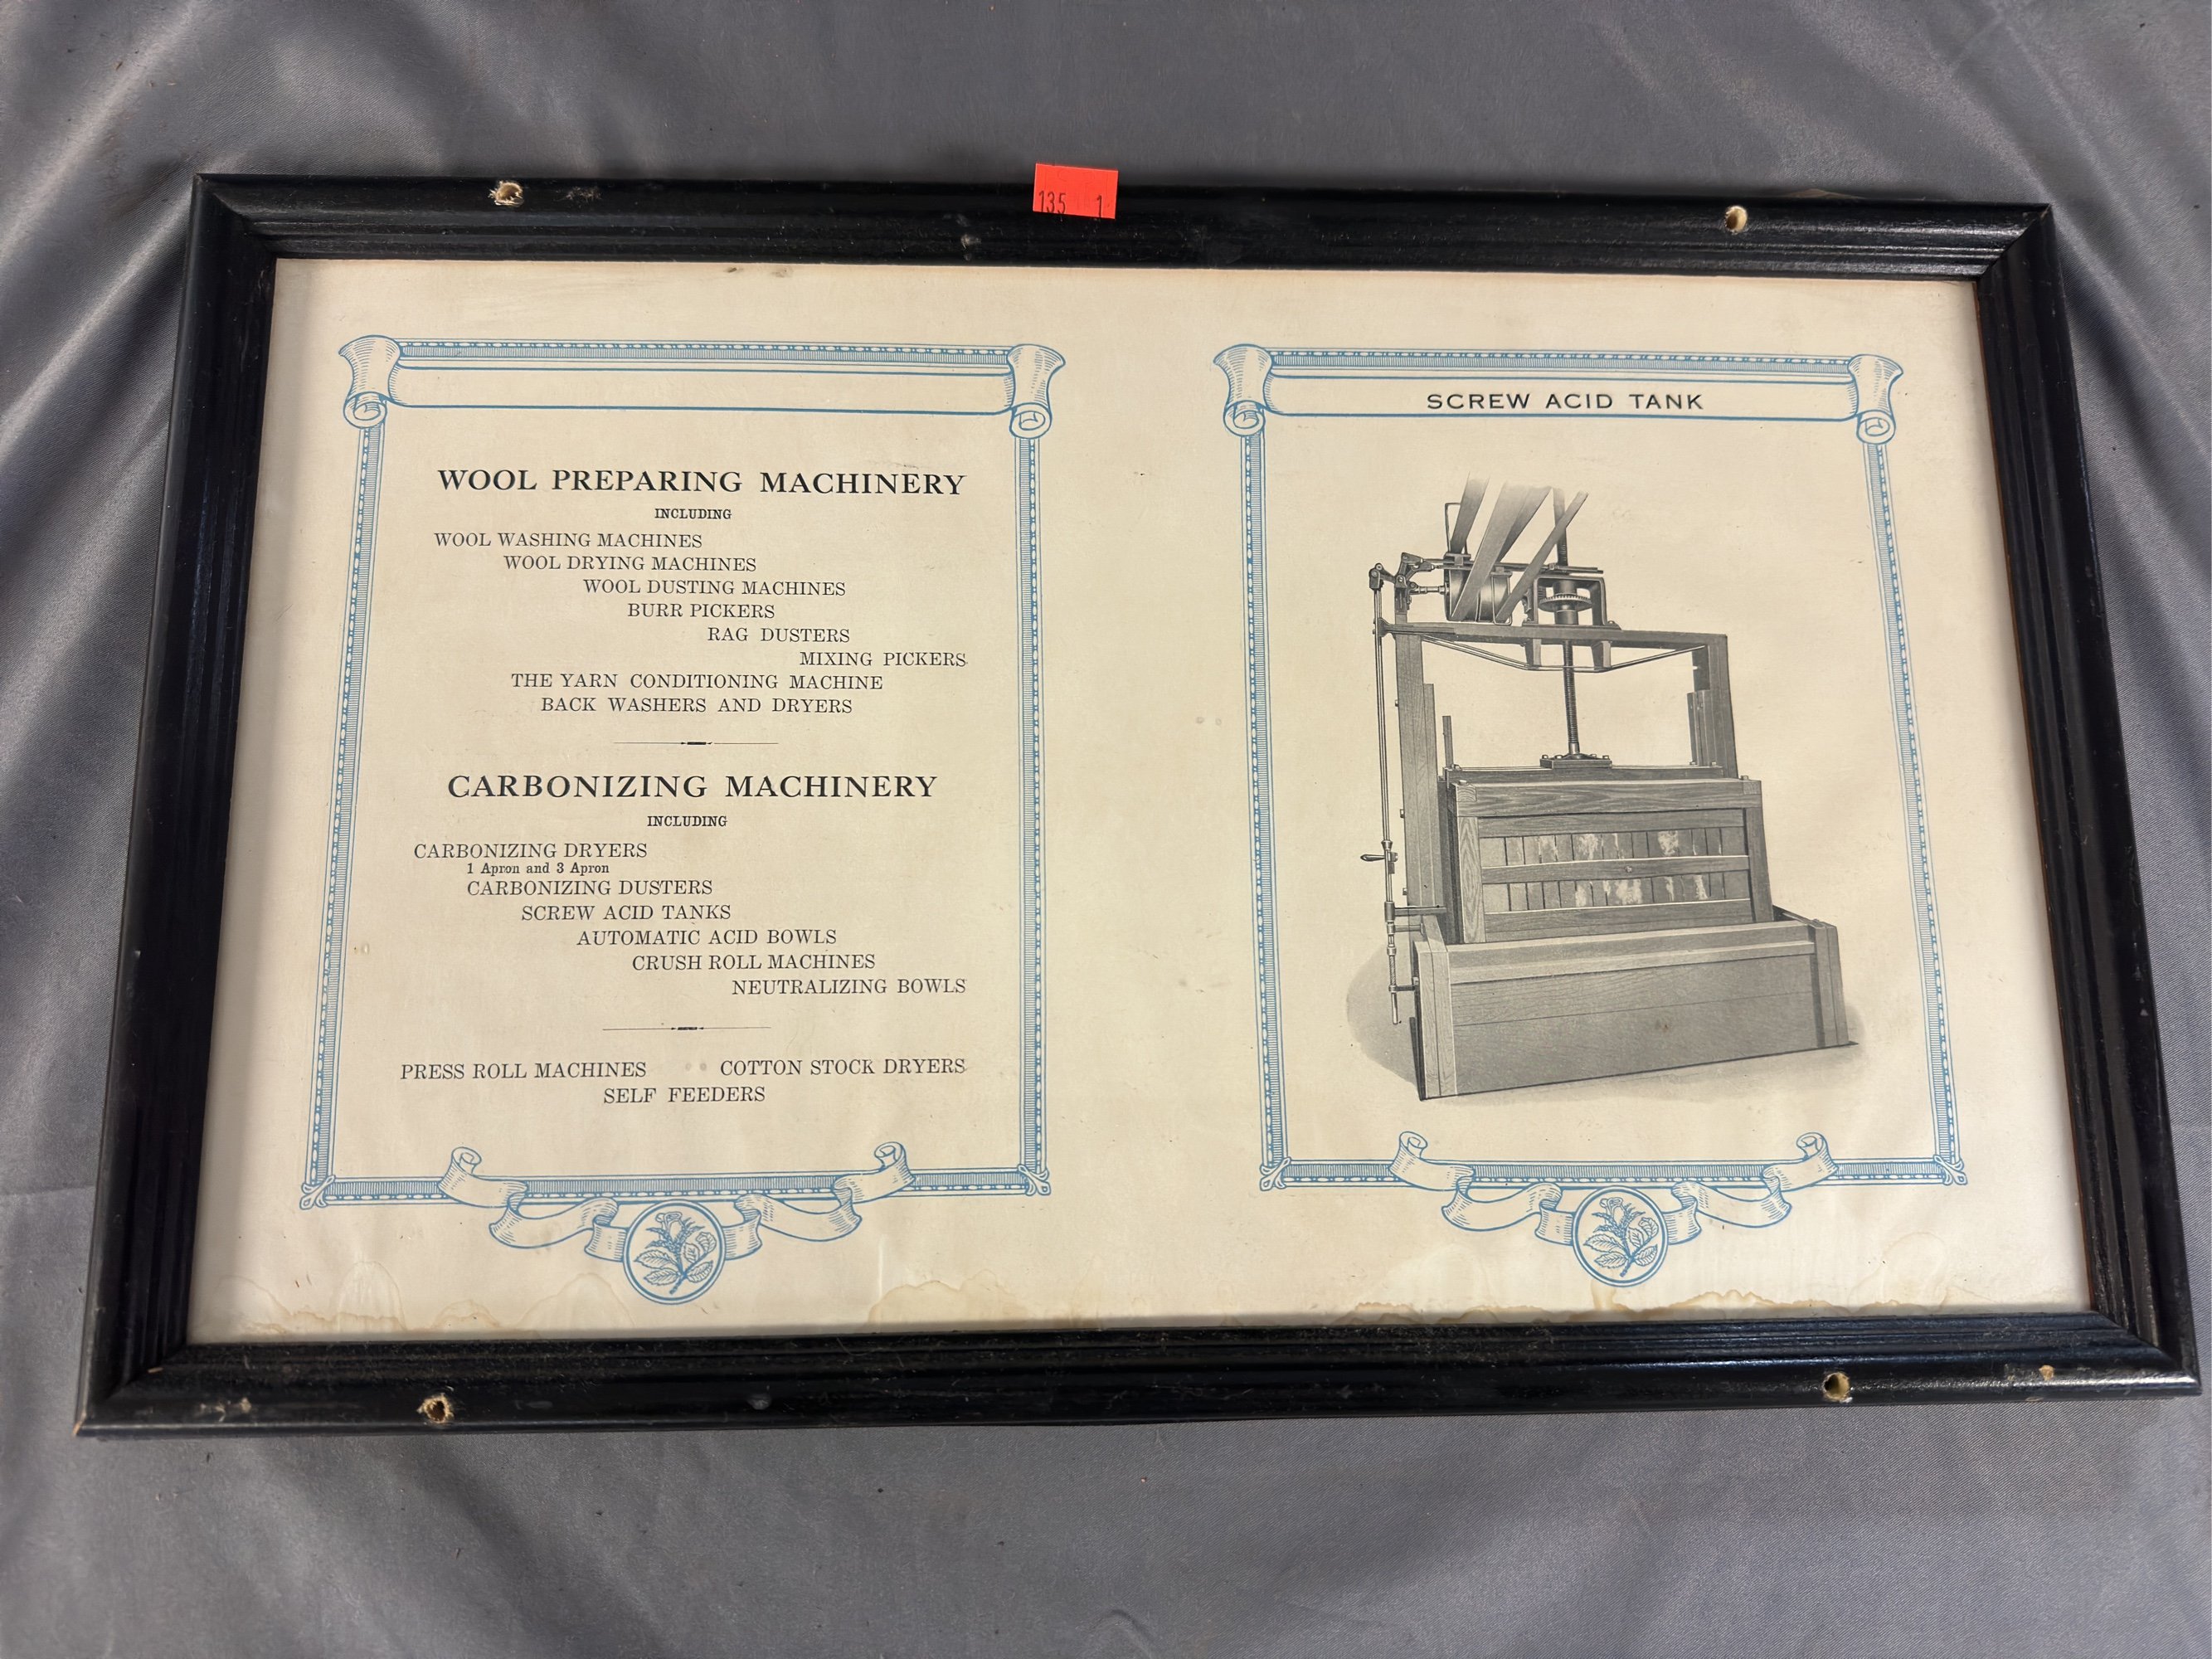 135 1
WOOL PREPARING MACHINERY
INCLUDING
WOOL WASHING MACHINES
WOOL DRYING MACHINES
WOOL DUSTING MACHINES
BURR PICKERS
RAG DUSTERS
MIXING PICKERS
THE YARN CONDITIONING MACHINE
BACK WASHERS AND DRYERS
CARBONIZING MACHINERY
INCLUDING
CARBONIZING DRYERS
1 Apron and 3 Apron
CARBONIZING DUSTERS
SCREW ACID TANKS
AUTOMATIC ACID BOWLS
CRUSH ROLL MACHINES
NEUTRALIZING BOWLS
PRESS ROLL MACHINES COTTON STOCK DRYERS
SELF FEEDERS
SCREW ACID TANK